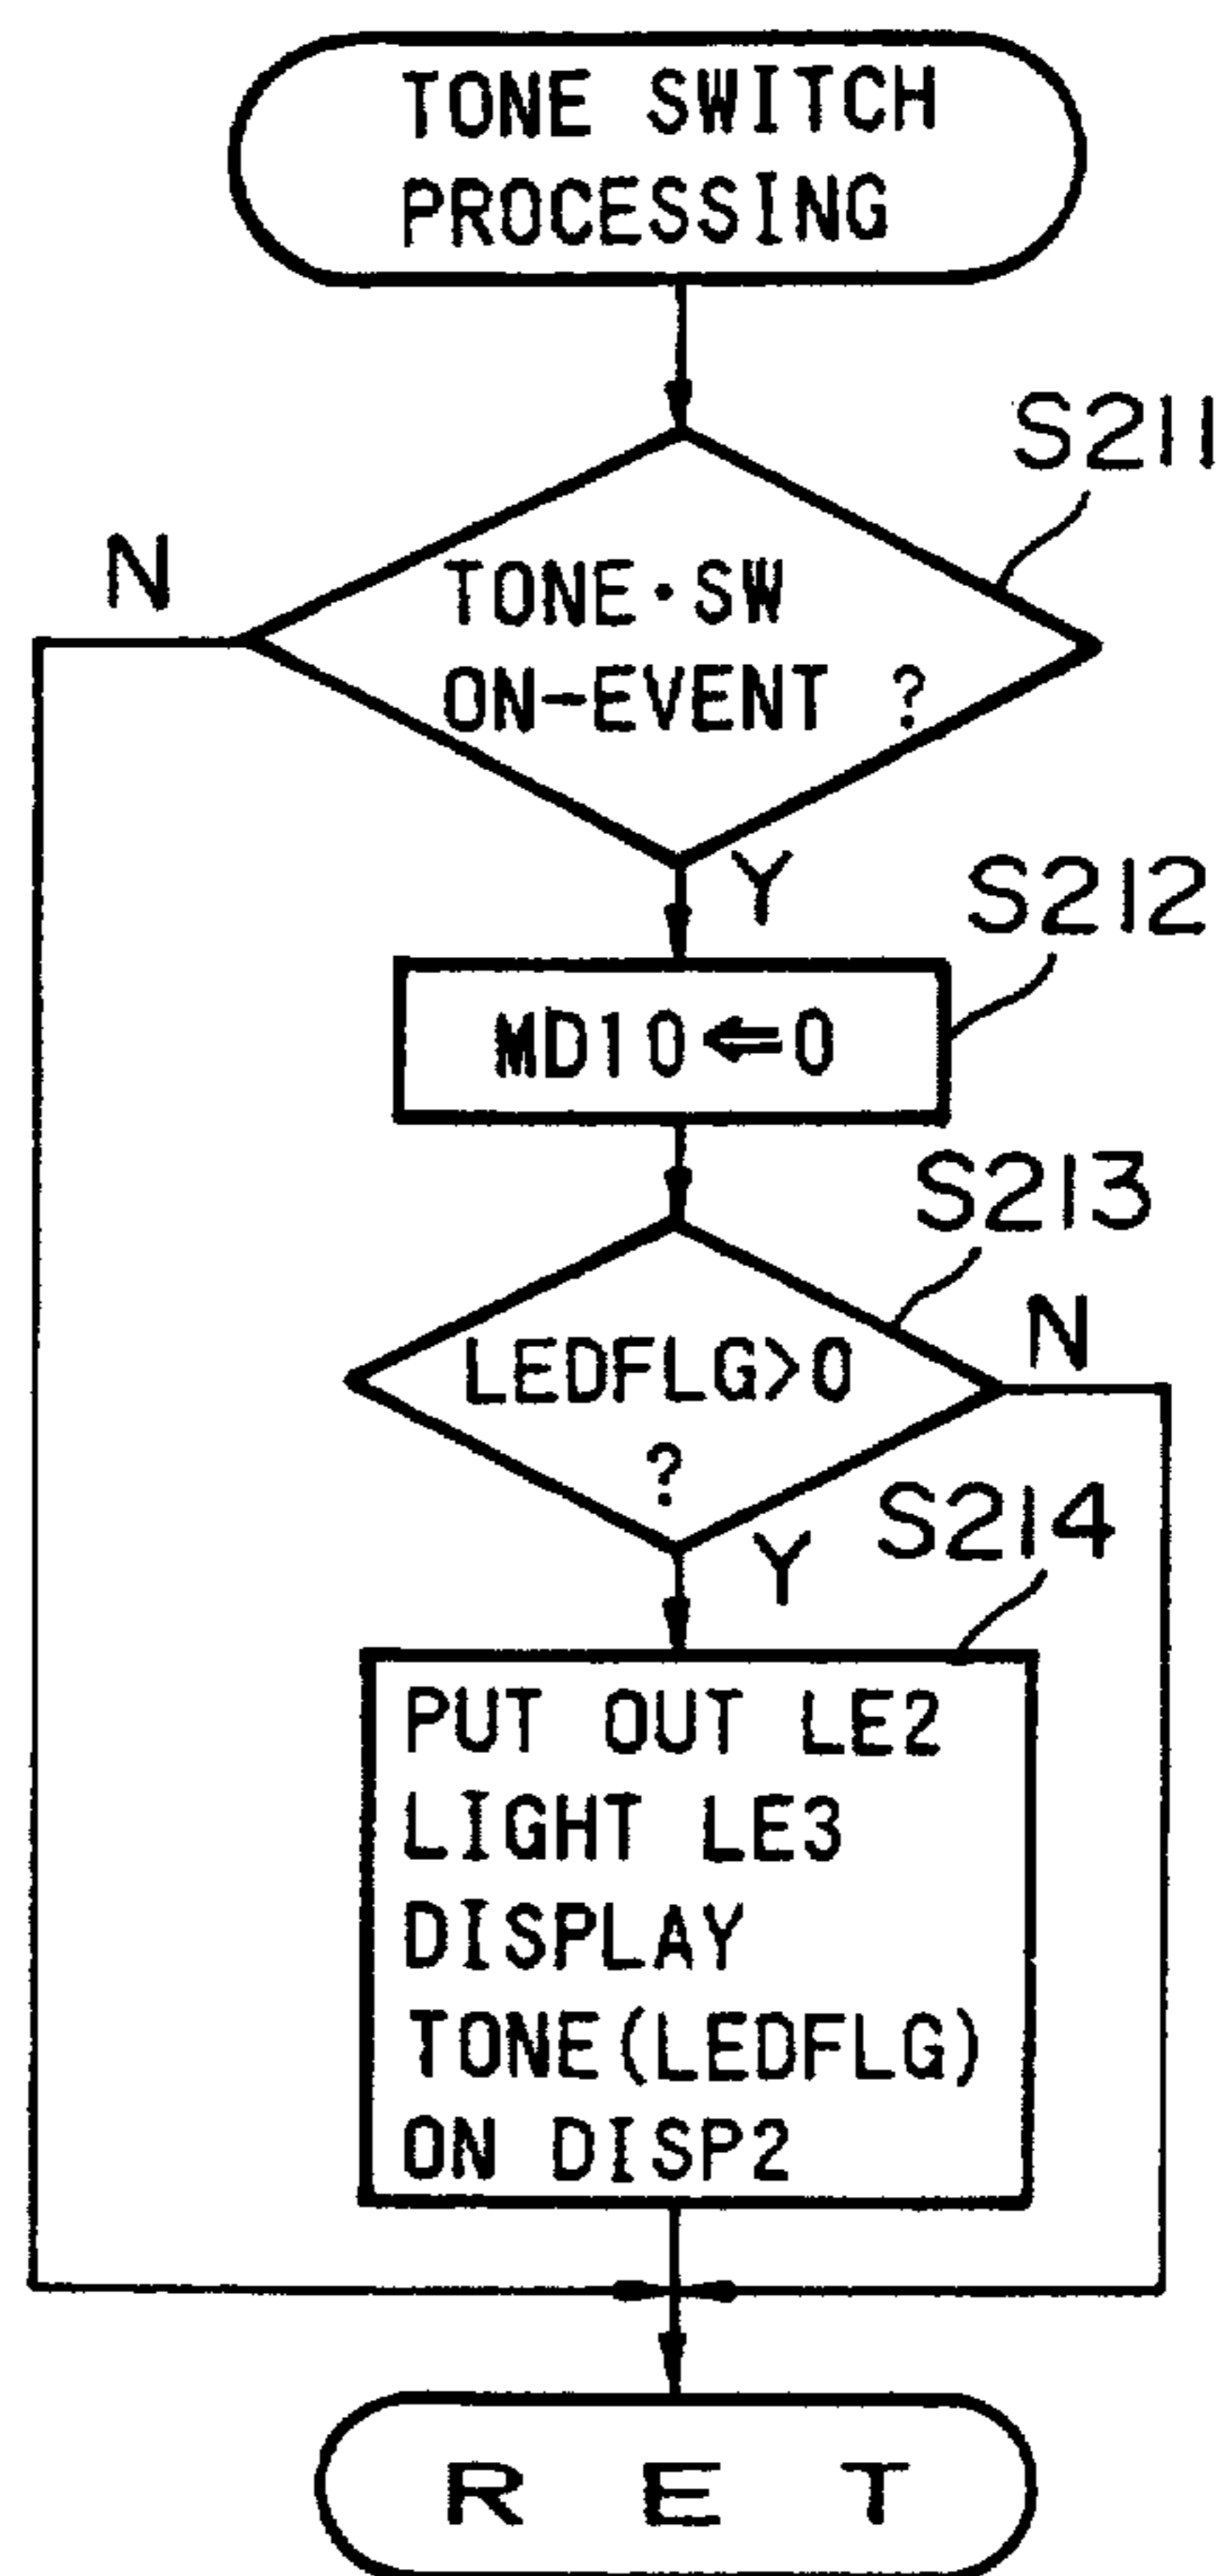 TONE SWITCH
PROCESSING
S211
N
TONE·SW
ON-EVENT ?
Y
S212
MD10⇐0
S213
LEDFLG>0
?
N
Y
S214
PUT OUT LE2
LIGHT LE3
DISPLAY
TONE(LEDFLG)
ON DISP2
R E T